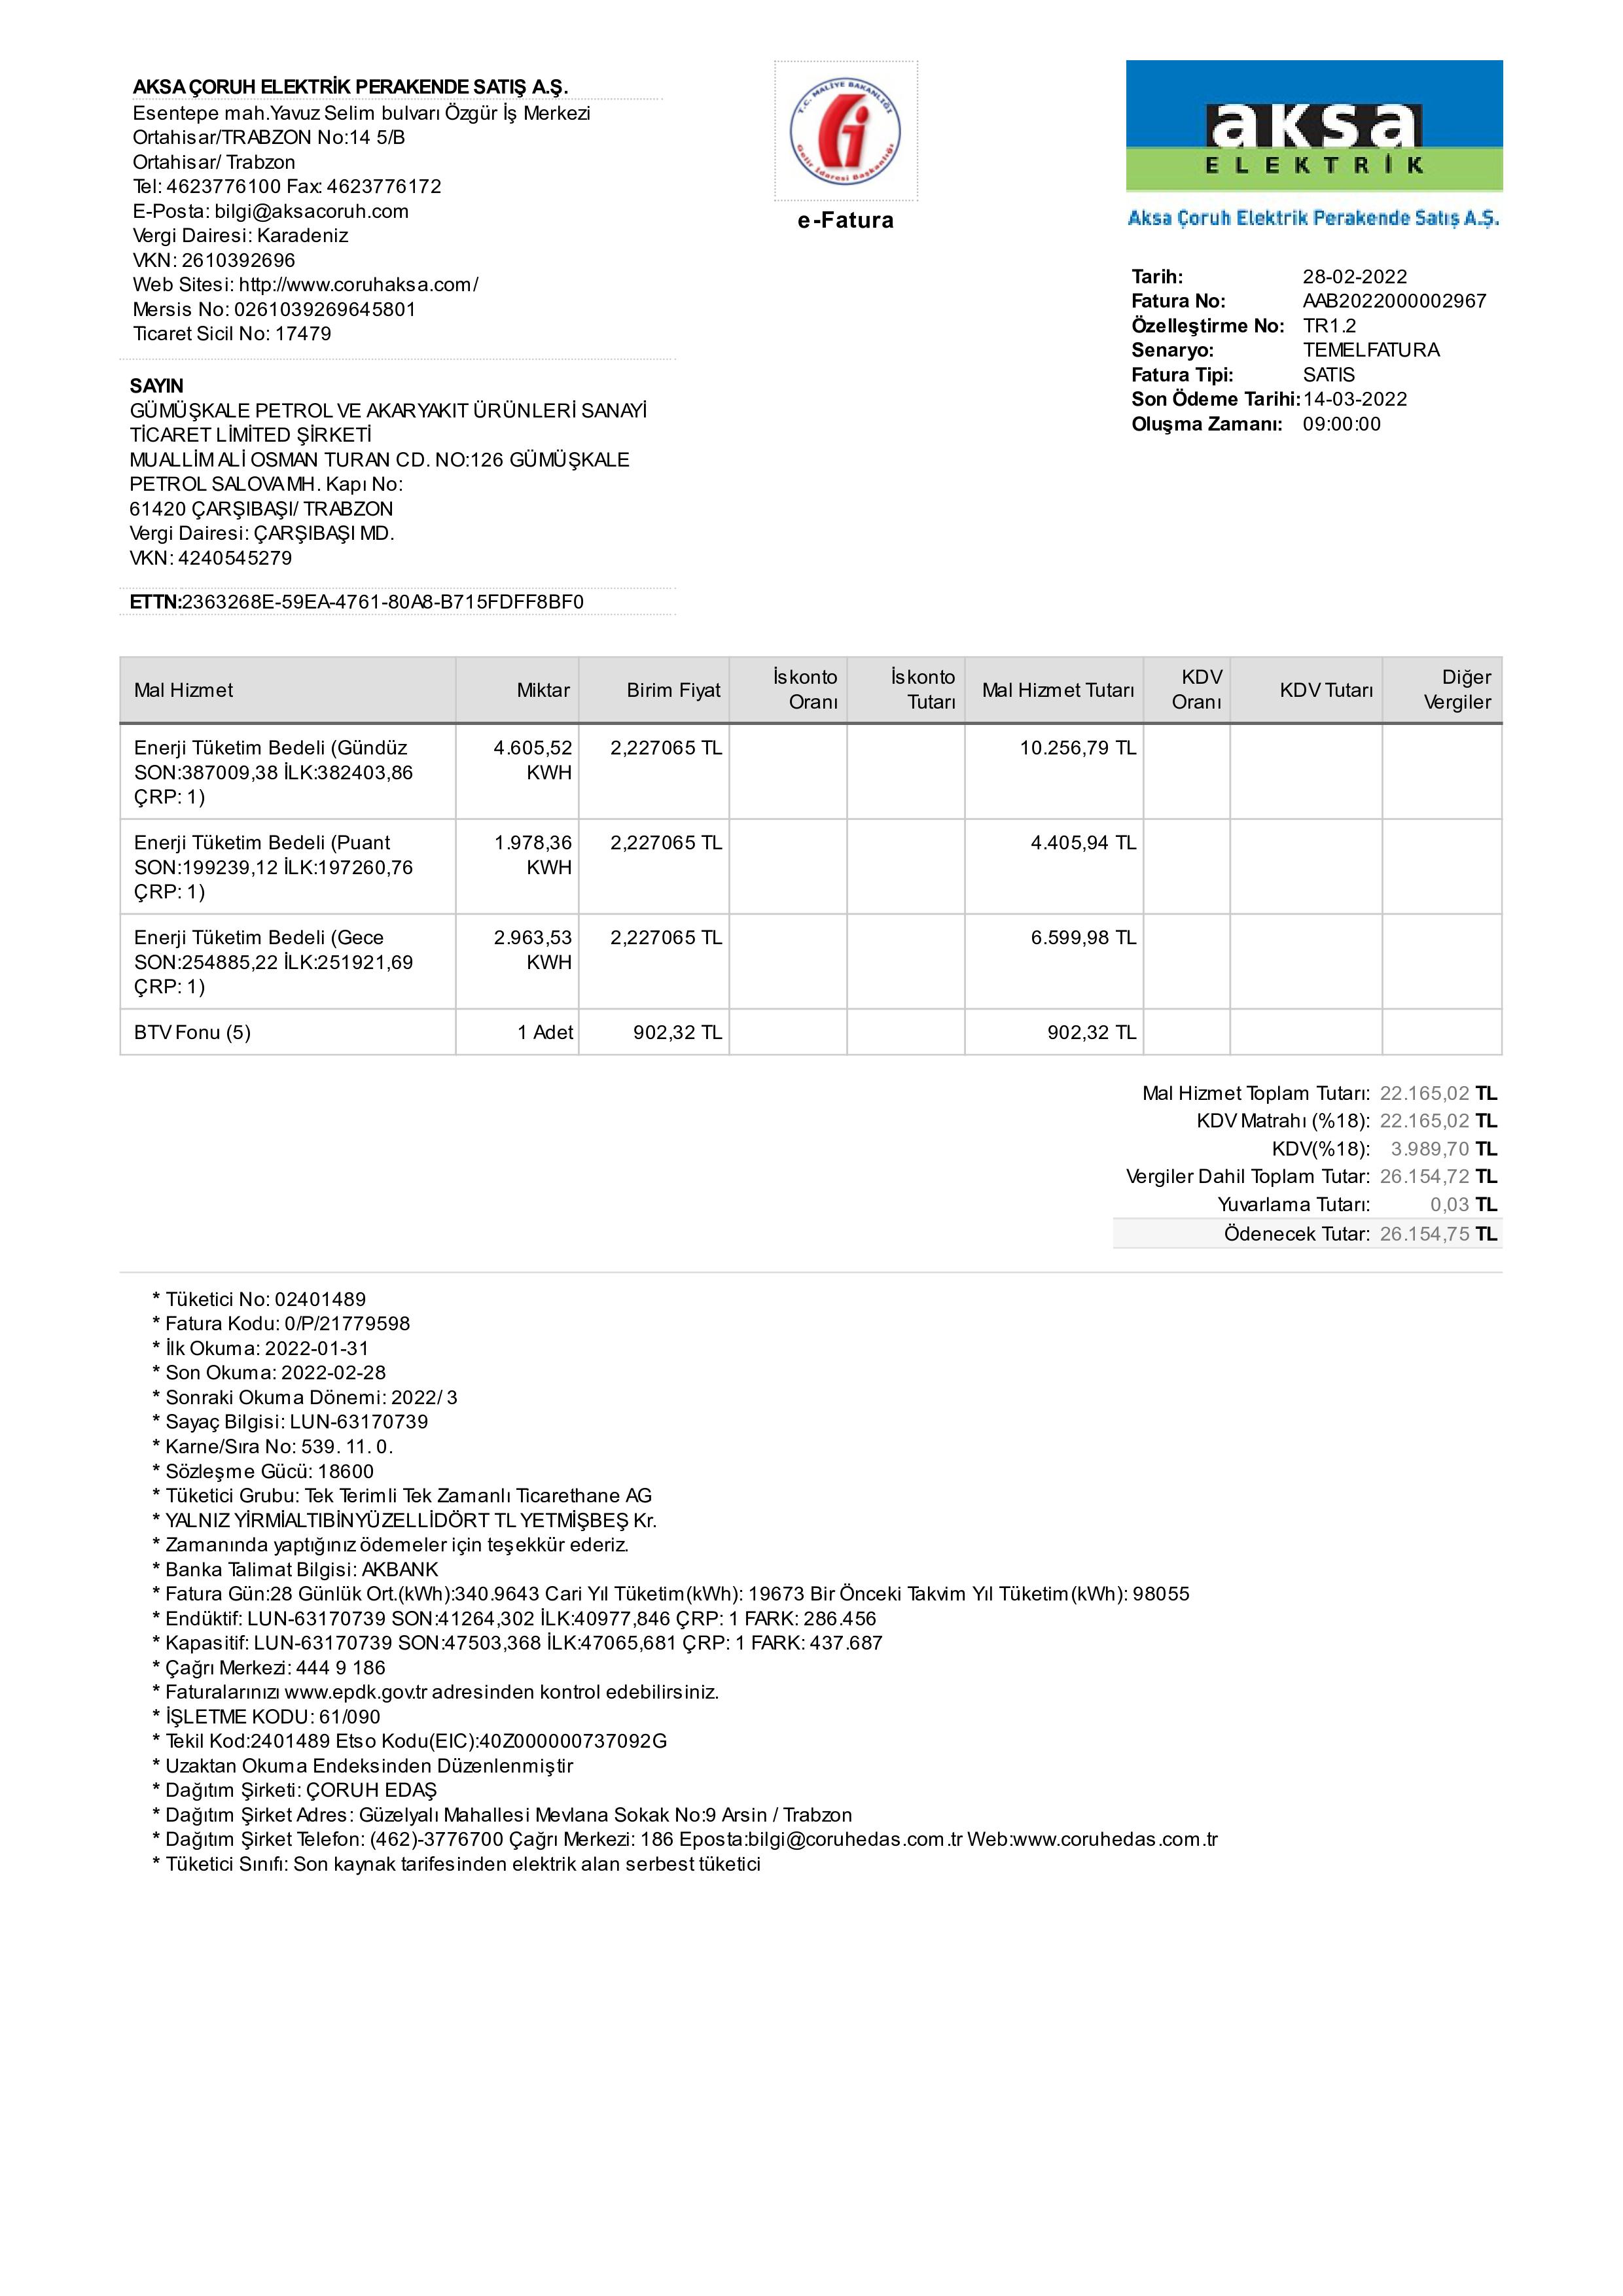 AKSA ÇORUH ELEKTRİK PERAKENDE SATIŞ A.Ş.
Esentepe mah.Yavuz Selim bulvarı Özgür İş Merkezi
Ortahisar/TRABZON No:14 5/B
Ortahisar/ Trabzon
Tel: 4623776100 Fax: 4623776172
E-Posta: bilgi@aksacoruh.com
Vergi Dairesi: Karadeniz
VKN: 2610392696
Web Sitesi: http://www.coruhaksa.com/
Mersis No: 0261039269645801
Ticaret Sicil No: 17479
T.C. MALİYE BAKANLIĞI
Gelir İdaresi Başkanlığı
e-Fatura
aksa
ELEKTRİK
Aksa Çoruh Elektrik Perakende Satış A.Ş.
Tarih: 28-02-2022
Fatura No: AAB2022000002967
Özelleştirme No: TR1.2
Senaryo: TEMELFATURA
Fatura Tipi: SATIS
Son Ödeme Tarihi: 14-03-2022
Oluşma Zamanı: 09:00:00
SAYIN
GÜMÜŞKALE PETROL VE AKARYAKIT ÜRÜNLERİ SANAYİ
TİCARET LİMİTED ŞİRKETİ
MUALLİM ALİ OSMAN TURAN CD. NO:126 GÜMÜŞKALE
PETROL SALOVA MH. Kapı No:
61420 ÇARŞIBAŞI/ TRABZON
Vergi Dairesi: ÇARŞIBAŞI MD.
VKN: 4240545279
ETTN:2363268E-59EA-4761-80A8-B715FDFF8BF0
Mal Hizmet Miktar Birim Fiyat İskonto Oranı İskonto Tutarı Mal Hizmet Tutarı KDV Oranı KDV Tutarı Diğer Vergiler
Enerji Tüketim Bedeli (Gündüz 4.605,52 2,227065 TL 10.256,79 TL
SON:387009,38 İLK:382403,86 KWH
ÇRP: 1)
Enerji Tüketim Bedeli (Puant 1.978,36 2,227065 TL 4.405,94 TL
SON:199239,12 İLK:197260,76 KWH
ÇRP: 1)
Enerji Tüketim Bedeli (Gece 2.963,53 2,227065 TL 6.599,98 TL
SON:254885,22 İLK:251921,69 KWH
ÇRP: 1)
BTV Fonu (5) 1 Adet 902,32 TL 902,32 TL
Mal Hizmet Toplam Tutarı: 22.165,02 TL
KDV Matrahı (%18): 22.165,02 TL
KDV(%18): 3.989,70 TL
Vergiler Dahil Toplam Tutar: 26.154,72 TL
Yuvarlama Tutarı: 0,03 TL
Ödenecek Tutar: 26.154,75 TL
* Tüketici No: 02401489
* Fatura Kodu: 0/P/21779598
* İlk Okuma: 2022-01-31
* Son Okuma: 2022-02-28
* Sonraki Okuma Dönemi: 2022/ 3
* Sayaç Bilgisi: LUN-63170739
* Karne/Sıra No: 539. 11. 0.
* Sözleşme Gücü: 18600
* Tüketici Grubu: Tek Terimli Tek Zamanlı Ticarethane AG
* YALNIZ YİRMİALTIBİNYÜZELLİDÖRT TL YETMİŞBEŞ Kr.
* Zamanında yaptığınız ödemeler için teşekkür ederiz.
* Banka Talimat Bilgisi: AKBANK
* Fatura Gün:28 Günlük Ort.(kWh):340.9643 Cari Yıl Tüketim(kWh): 19673 Bir Önceki Takvim Yıl Tüketim(kWh): 98055
* Endüktif: LUN-63170739 SON:41264,302 İLK:40977,846 ÇRP: 1 FARK: 286.456
* Kapasitif: LUN-63170739 SON:47503,368 İLK:47065,681 ÇRP: 1 FARK: 437.687
* Çağrı Merkezi: 444 9 186
* Faturalarınızı www.epdk.gov.tr adresinden kontrol edebilirsiniz.
* İŞLETME KODU: 61/090
* Tekil Kod:2401489 Etso Kodu(EIC):40Z000000737092G
* Uzaktan Okuma Endeksinden Düzenlenmiştir
* Dağıtım Şirketi: ÇORUH EDAŞ
* Dağıtım Şirket Adres: Güzelyalı Mahallesi Mevlana Sokak No:9 Arsin / Trabzon
* Dağıtım Şirket Telefon: (462)-3776700 Çağrı Merkezi: 186 Eposta:bilgi@coruhedas.com.tr Web:www.coruhedas.com.tr
* Tüketici Sınıfı: Son kaynak tarifesinden elektrik alan serbest tüketici